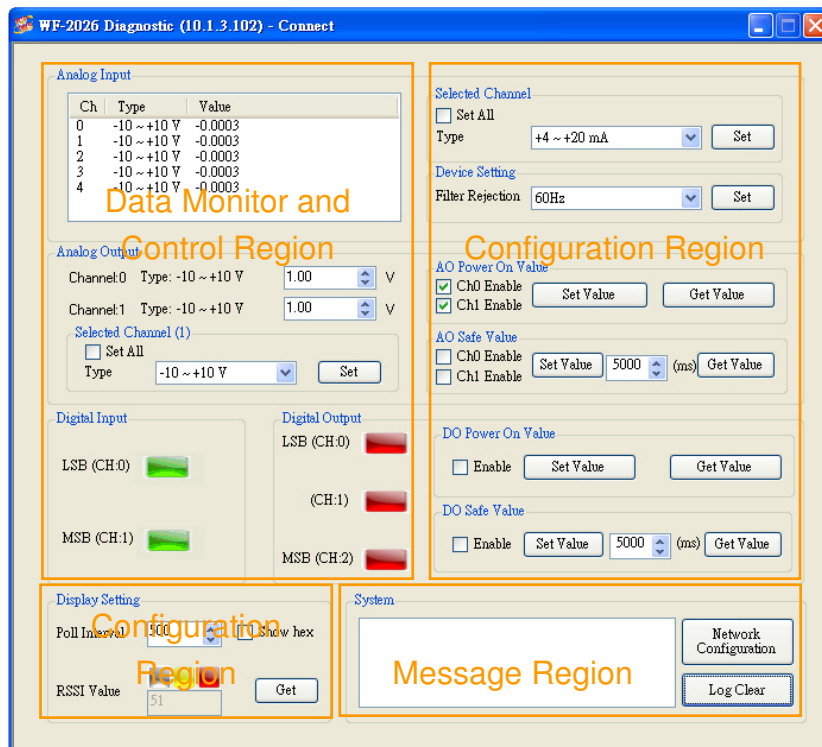 WF-2026 Diagnostic (10.1.3.102) - Connect
Analog Input
Ch Type Value
0 -10 ~ +10 V -0.0003
1 -10 ~ +10 V -0.0003
2 -10 ~ +10 V -0.0003
3 -10 ~ +10 V -0.0003
4 -10 ~ +10 V -0.0003
Data Monitor and
Control Region
Analog Output
Channel:0 Type: -10 ~ +10 V 1.00 V
Channel:1 Type: -10 ~ +10 V 1.00 V
Selected Channel (1)
Set All
Type -10 ~ +10 V Set
Digital Input
LSB (CH:0)
MSB (CH:1)
Digital Output
LSB (CH:0)
(CH:1)
MSB (CH:2)
Selected Channel
Set All
Type +4 ~ +20 mA Set
Device Setting
Filter Rejection 60Hz Set
Configuration Region
AO Power On Value
Ch0 Enable
Ch1 Enable
Set Value Get Value
AO Safe Value
Ch0 Enable
Ch1 Enable
Set Value 5000 (ms) Get Value
DO Power On Value
Enable Set Value Get Value
DO Safe Value
Enable Set Value 5000 (ms) Get Value
Display Setting
Poll Interval 500 Show hex
Configuration
Region
RSSI Value 51 Get
System
Message Region
Network
Configuration
Log Clear